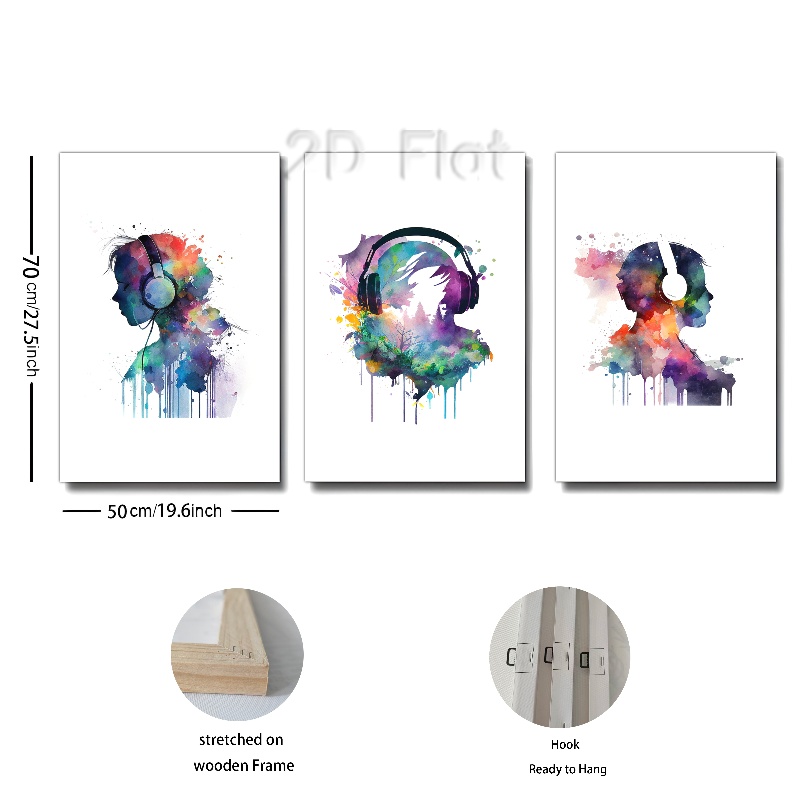 2D Flat
70 cm/27.5inch
50cm/19.6inch
stretched on
wooden Frame
Hook
Ready to Hang